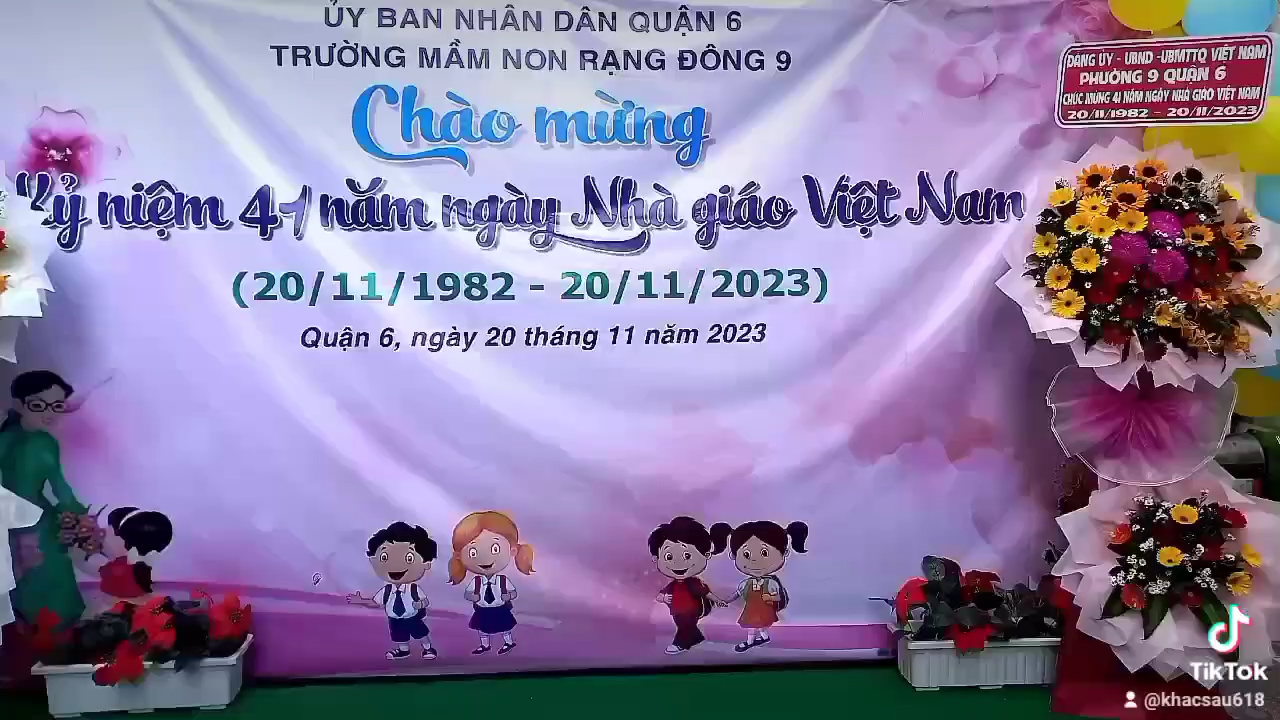 ỦY BAN NHÂN DÂN QUẬN 6
TRƯỜNG MẦM NON RẠNG ĐÔNG 9
Chào mừng
Kỷ niệm 41 năm ngày Nhà giáo Việt Nam
(20/11/1982 - 20/11/2023)
Quận 6, ngày 20 tháng 11 năm 2023
ĐẢNG ỦY - UBND -UBMTTQ VIỆT NAM
PHƯỜNG 9 QUẬN 6
CHÚC MỪNG 41 NĂM NGÀY NHÀ GIÁO VIỆT NAM
20/11/1982 - 20/11/2023
TikTok
@khacsau618